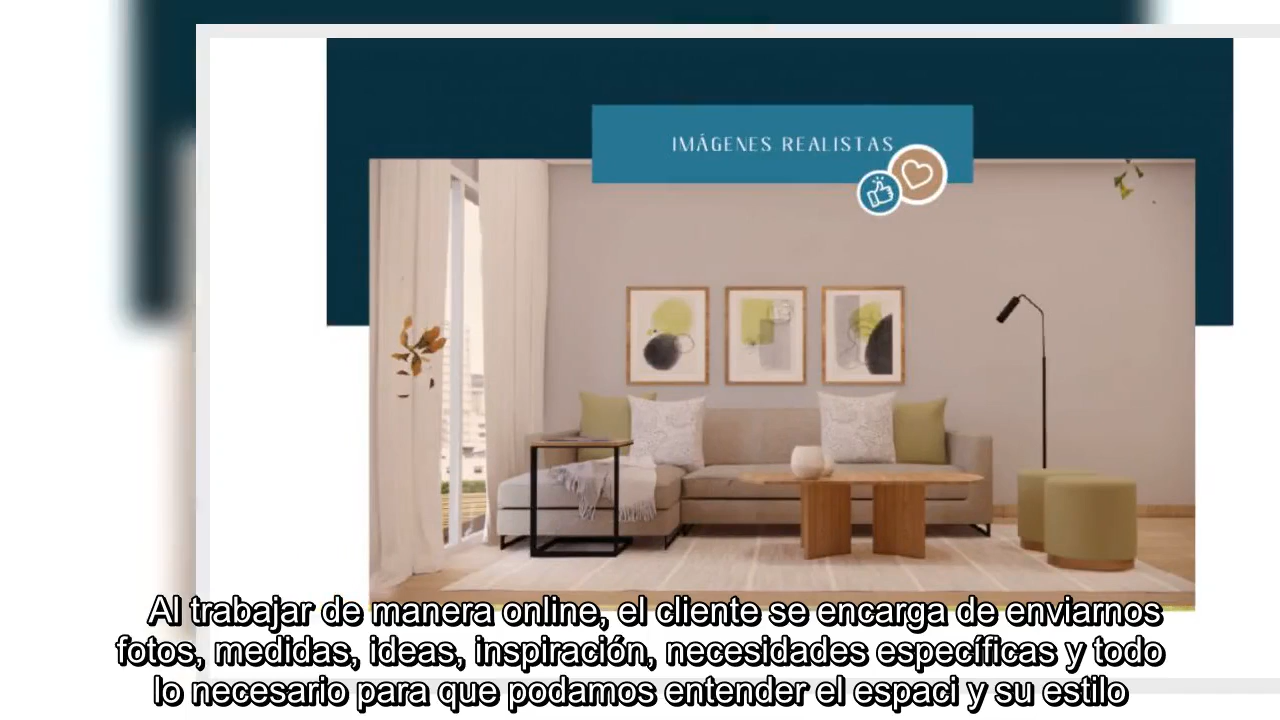 IMÁGENES REALISTAS
Al trabajar de manera online, el cliente se encarga de enviarnos
fotos, medidas, ideas, inspiración, necesidades específicas y todo
lo necesario para que podamos entender el espaci y su estilo